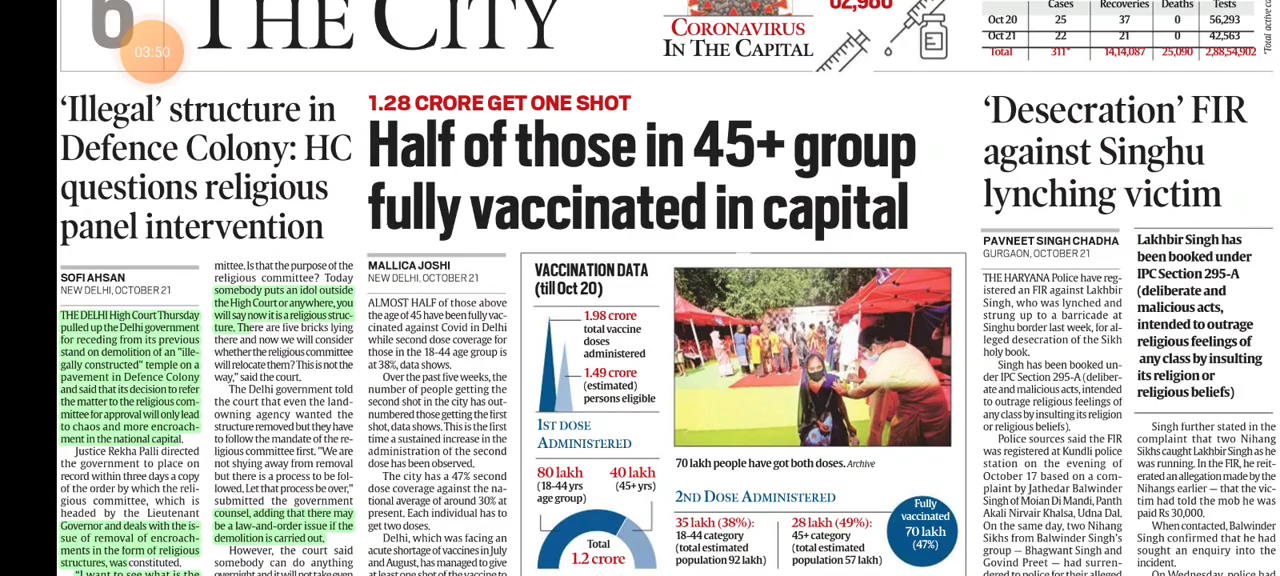 6
THE CITY
03:50
CORONAVIRUS
IN THE CAPITAL
Cases Recoveries Deaths Tests
Oct 20 25 37 0 56,293
Oct 21 22 21 0 42,563
Total 311* 14,14,087 25,090 2,88,54,902
*Total active
'Illegal' structure in
Defence Colony: HC
questions religious
panel intervention
SOFI AHSAN
NEW DELHI, OCTOBER 21
THE DELHI High Court Thursday
pulled up the Delhi government
for receding from its previous
stand on demolition of an "ille-
gally constructed" temple on a
pavement in Defence Colony
and said that its decision to refer
the matter to the religious com-
mittee for approval will only lead
to chaos and more encroach-
ment in the national capital.
Justice Rekha Palli directed
the government to place on
record within three days a copy
of the order by which the reli-
gious committee, which is
headed by the Lieutenant
Governor and deals with the is-
sue of removal of encroach-
ments in the form of religious
structures, was constituted.
"I want to see what is the
mittee. Is that the purpose of the
religious committee? Today
somebody puts an idol outside
the High Court or anywhere, you
will say now it is a religious struc-
ture. There are five bricks lying
there and now we will consider
whether the religious committee
will relocate them? This is not the
way," said the court.
The Delhi government told
the court that even the land-
owning agency wanted the
structure removed but they have
to follow the mandate of the re-
ligious committee first. "We are
not shying away from removal
but there is a process to be fol-
lowed. Let that process be over,"
submitted the government
counsel, adding that there may
be a law-and-order issue if the
demolition is carried out.
However, the court said
somebody can do anything
overnight and it will not take even
1.28 CRORE GET ONE SHOT
Half of those in 45+ group
fully vaccinated in capital
MALLICA JOSHI
NEW DELHI, OCTOBER 21
ALMOST HALF of those above
the age of 45 have been fully vac-
cinated against Covid in Delhi
while second dose coverage for
those in the 18-44 age group is
at 38%, data shows.
Over the past five weeks, the
number of people getting the
second shot in the city has out-
numbered those getting the first
shot, data shows. This is the first
time a sustained increase in the
administration of the second
dose has been observed.
The city has a 47% second
dose coverage against the na-
tional average of around 30% at
present. Each individual has to
get two doses.
Delhi, which was facing an
acute shortage of vaccines in July
and August, has managed to give
at least one shot of the vaccine to
VACCINATION DATA
(till Oct 20)
1.98 crore
total vaccine
doses
administered
1.49 crore
(estimated)
persons eligible
1ST DOSE
ADMINISTERED
80 lakh
(18-44 yrs
age group)
40 lakh
(45+ yrs)
Total
1.2 crore
70 lakh people have got both doses. Archive
2ND DOSE ADMINISTERED
35 lakh (38%):
18-44 category
(total estimated
population 92 lakh)
28 lakh (49%):
45+ category
(total estimated
population 57 lakh)
Fully
vaccinated
70 lakh
(47%)
'Desecration' FIR
against Singhu
lynching victim
PAVNEET SINGH CHADHA
GURGAON, OCTOBER 21
THE HARYANA Police have reg-
istered an FIR against Lakhbir
Singh, who was lynched and
strung up to a barricade at
Singhu border last week, for al-
leged desecration of the Sikh
holy book.
Singh has been booked un-
der IPC Section 295-A (deliber-
ate and malicious acts, intended
to outrage religious feelings of
any class by insulting its religion
or religious beliefs).
Police sources said the FIR
was registered at Kundli police
station on the evening of
October 17 based on a com-
plaint by Jathedar Balwinder
Singh of Moian Di Mandi, Panth
Akali Nirvair Khalsa, Udna Dal.
On the same day, two Nihang
Sikhs from Balwinder Singh's
group — Bhagwant Singh and
Govind Preet — had surren-
dered to police for their alleged
Lakhbir Singh has
been booked under
IPC Section 295-A
(deliberate and
malicious acts,
intended to outrage
religious feelings of
any class by insulting
its religion or
religious beliefs)
Singh further stated in the
complaint that two Nihang
Sikhs caught Lakhbir Singh as he
was running. In the FIR, he reit-
erated an allegation made by the
Nihangs earlier — that the vic-
tim had told the mob he was
paid Rs 30,000.
When contacted, Balwinder
Singh confirmed that he had
sought an enquiry into the
incident.
On Wednesday, police had